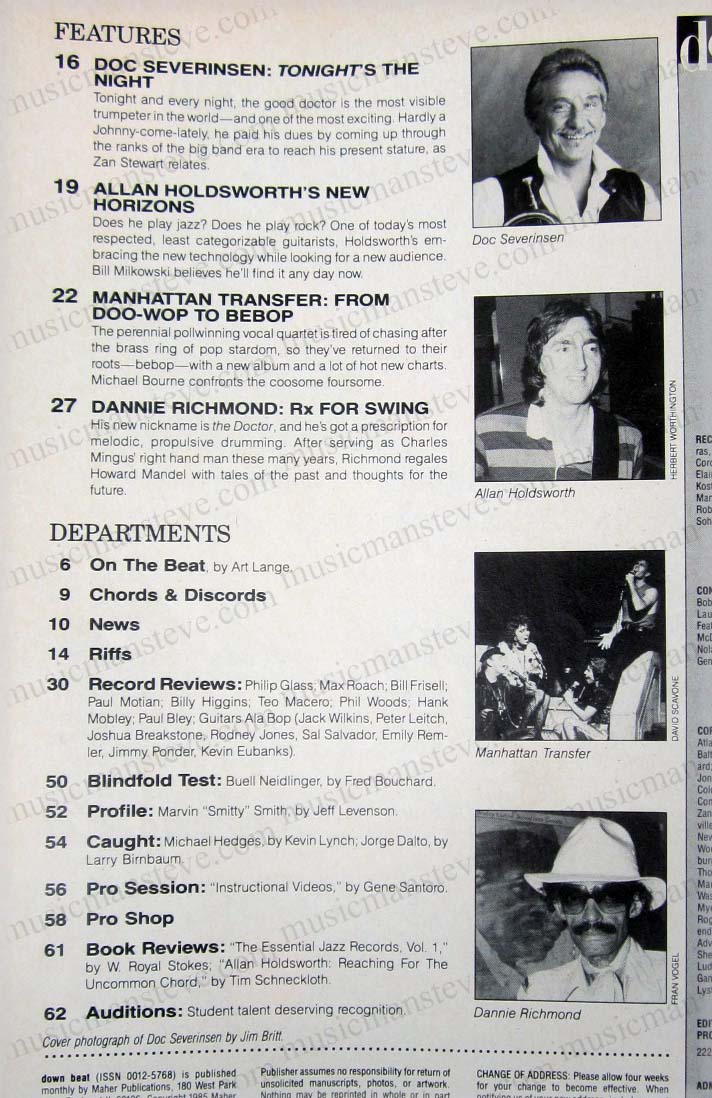 FEATURES
16 DOC SEVERINSEN: TONIGHT'S THE
NIGHT
Tonight and every night, the good doctor is the most visible
trumpeter in the world—and one of the most exciting. Hardly a
Johnny-come-lately, he paid his dues by coming up through
the ranks of the big band era to reach his present stature, as
Zan Stewart relates.
19 ALLAN HOLDSWORTH'S NEW
HORIZONS
Does he play jazz? Does he play rock? One of today's most
respected, least categorizable guitarists, Holdsworth's em-
bracing the new technology while looking for a new audience.
Bill Milkowski believes he'll find it any day now.
22 MANHATTAN TRANSFER: FROM
DOO-WOP TO BEBOP
The perennial pollwinning vocal quartet is tired of chasing after
the brass ring of pop stardom, so they've returned to their
roots—bebop—with a new album and a lot of hot new charts.
Michael Bourne confronts the coosome foursome.
27 DANNIE RICHMOND: Rx FOR SWING
His new nickname is the Doctor, and he's got a prescription for
melodic, propulsive drumming. After serving as Charles
Mingus' right hand man these many years, Richmond regales
Howard Mandel with tales of the past and thoughts for the
future.
DEPARTMENTS
6 On The Beat, by Art Lange.
9 Chords & Discords
10 News
14 Riffs
30 Record Reviews: Philip Glass; Max Roach; Bill Frisell;
Paul Motian; Billy Higgins; Teo Macero; Phil Woods; Hank
Mobley; Paul Bley; Guitars Ala Bop (Jack Wilkins, Peter Leitch,
Joshua Breakstone, Rodney Jones, Sal Salvador, Emily Rem-
ler, Jimmy Ponder, Kevin Eubanks).
50 Blindfold Test: Buell Neidlinger, by Fred Bouchard.
52 Profile: Marvin "Smitty" Smith, by Jeff Levenson.
54 Caught: Michael Hedges, by Kevin Lynch; Jorge Dalto, by
Larry Birnbaum.
56 Pro Session: "Instructional Videos," by Gene Santoro.
58 Pro Shop
61 Book Reviews: "The Essential Jazz Records, Vol. 1,"
by W. Royal Stokes; "Allan Holdsworth: Reaching For The
Uncommon Chord," by Tim Schneckloth.
62 Auditions: Student talent deserving recognition.
Cover photograph of Doc Severinsen by Jim Britt.
Doc Severinsen
HERBERT WORTHINGTON
Allan Holdsworth
DAVID SCAVONE
Manhattan Transfer
FRAN VOGEL
Dannie Richmond
down beat (ISSN 0012-5768) is published
monthly by Maher Publications, 180 West Park
Publisher assumes no responsibility for return of
unsolicited manuscripts, photos, or artwork.
Nothing may be reprinted in whole or in part
CHANGE OF ADDRESS: Please allow four weeks
for your change to become effective. When
musicmansteve.com